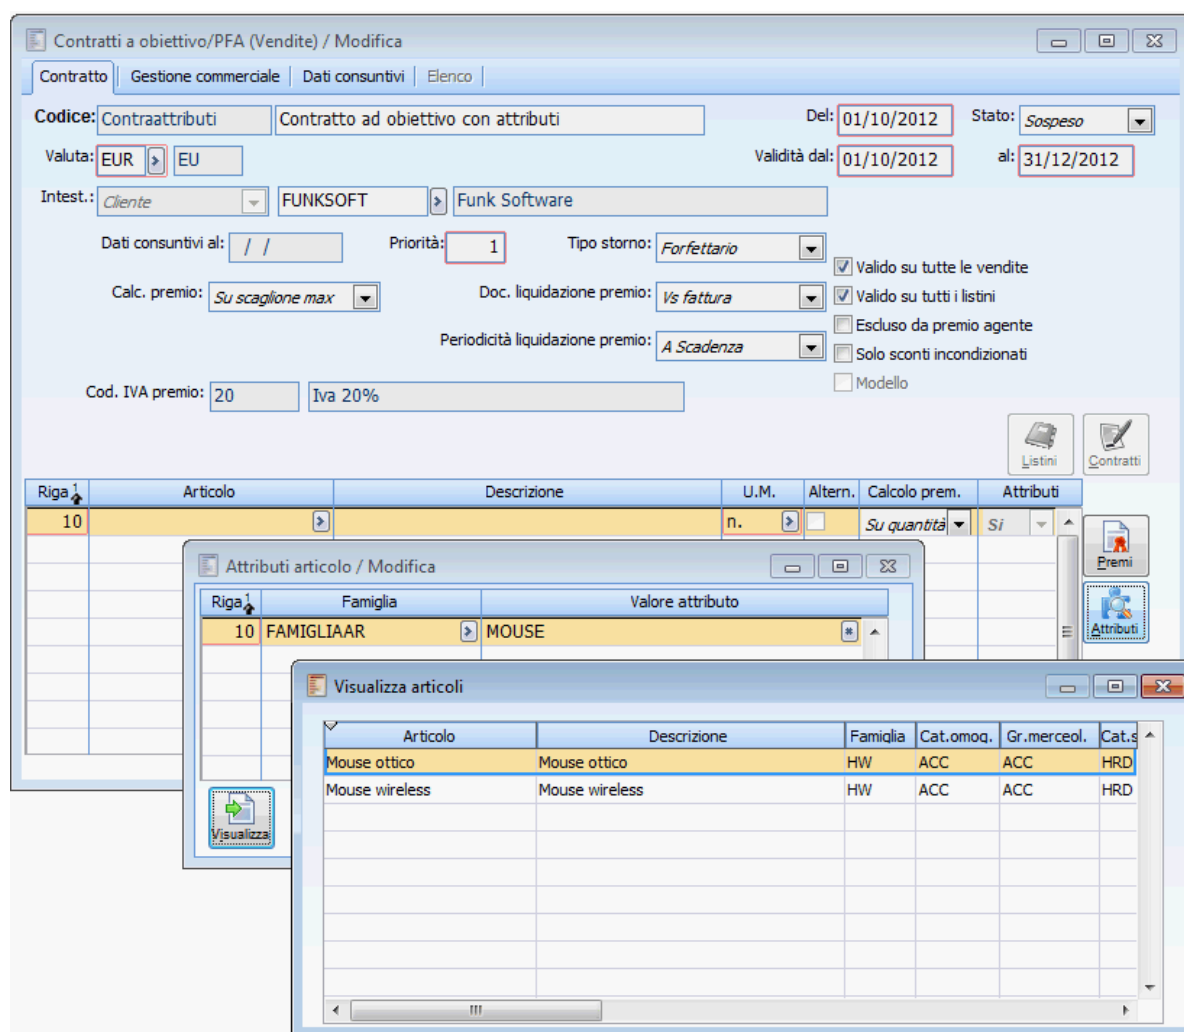 Contratti a obiettivo/PFA (Vendite) / Modifica
Contratto Gestione commerciale Dati consuntivi Elenco
Codice: Contraattributi Contratto ad obiettivo con attributi Del: 01/10/2012 Stato: Sospeso
Valuta: EUR EU Validità dal: 01/10/2012 al: 31/12/2012
Intest.: Cliente FUNKSOFT Funk Software
Dati consuntivi al: / / Priorità: 1 Tipo storno: Forfettario
Valido su tutte le vendite
Calc. premio: Su scaglione max Doc. liquidazione premio: Vs fattura Valido su tutti i listini
Escluso da premio agente
Periodicità liquidazione premio: A Scadenza Solo sconti incondizionati
Modello
Cod. IVA premio: 20 Iva 20%
Listini Contratti
Riga 1 Articolo Descrizione U.M. Altern. Calcolo prem. Attributi
10 n. Su quantità Si
Premi
Attributi articolo / Modifica
Riga 1 Famiglia Valore attributo
10 FAMIGLIAAR MOUSE
Attributi
Visualizza articoli
Articolo Descrizione Famiglia Cat.omog. Gr.merceol. Cat.s
Mouse ottico Mouse ottico HW ACC ACC HRD
Mouse wireless Mouse wireless HW ACC ACC HRD
Visualizza